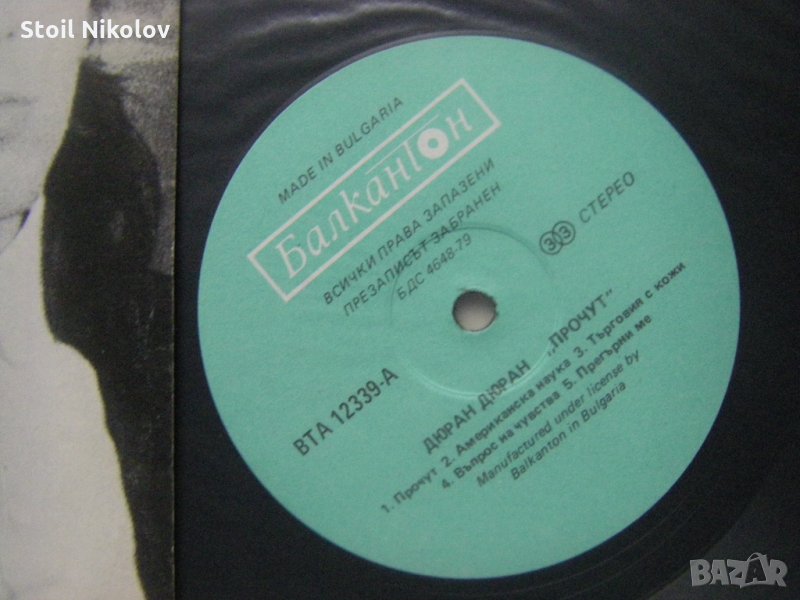 Stoil Nikolov
MADE IN BULGARIA
Балкантон
ВСИЧКИ ПРАВА ЗАПАЗЕНИ
ПРЕЗАПИСЪТ ЗАБРАНЕН
БДС 4648-79
33 СТЕРЕО
ВТА 12339-А
ДЮРАН ДЮРАН „ПРОЧУТ"
1. Прочут 2. Американска наука 3. Търговия с кожи
4. Въпрос на чувства 5. Прегърни ме
Manufactured under license by
Balkanton in Bulgaria
BAZAR